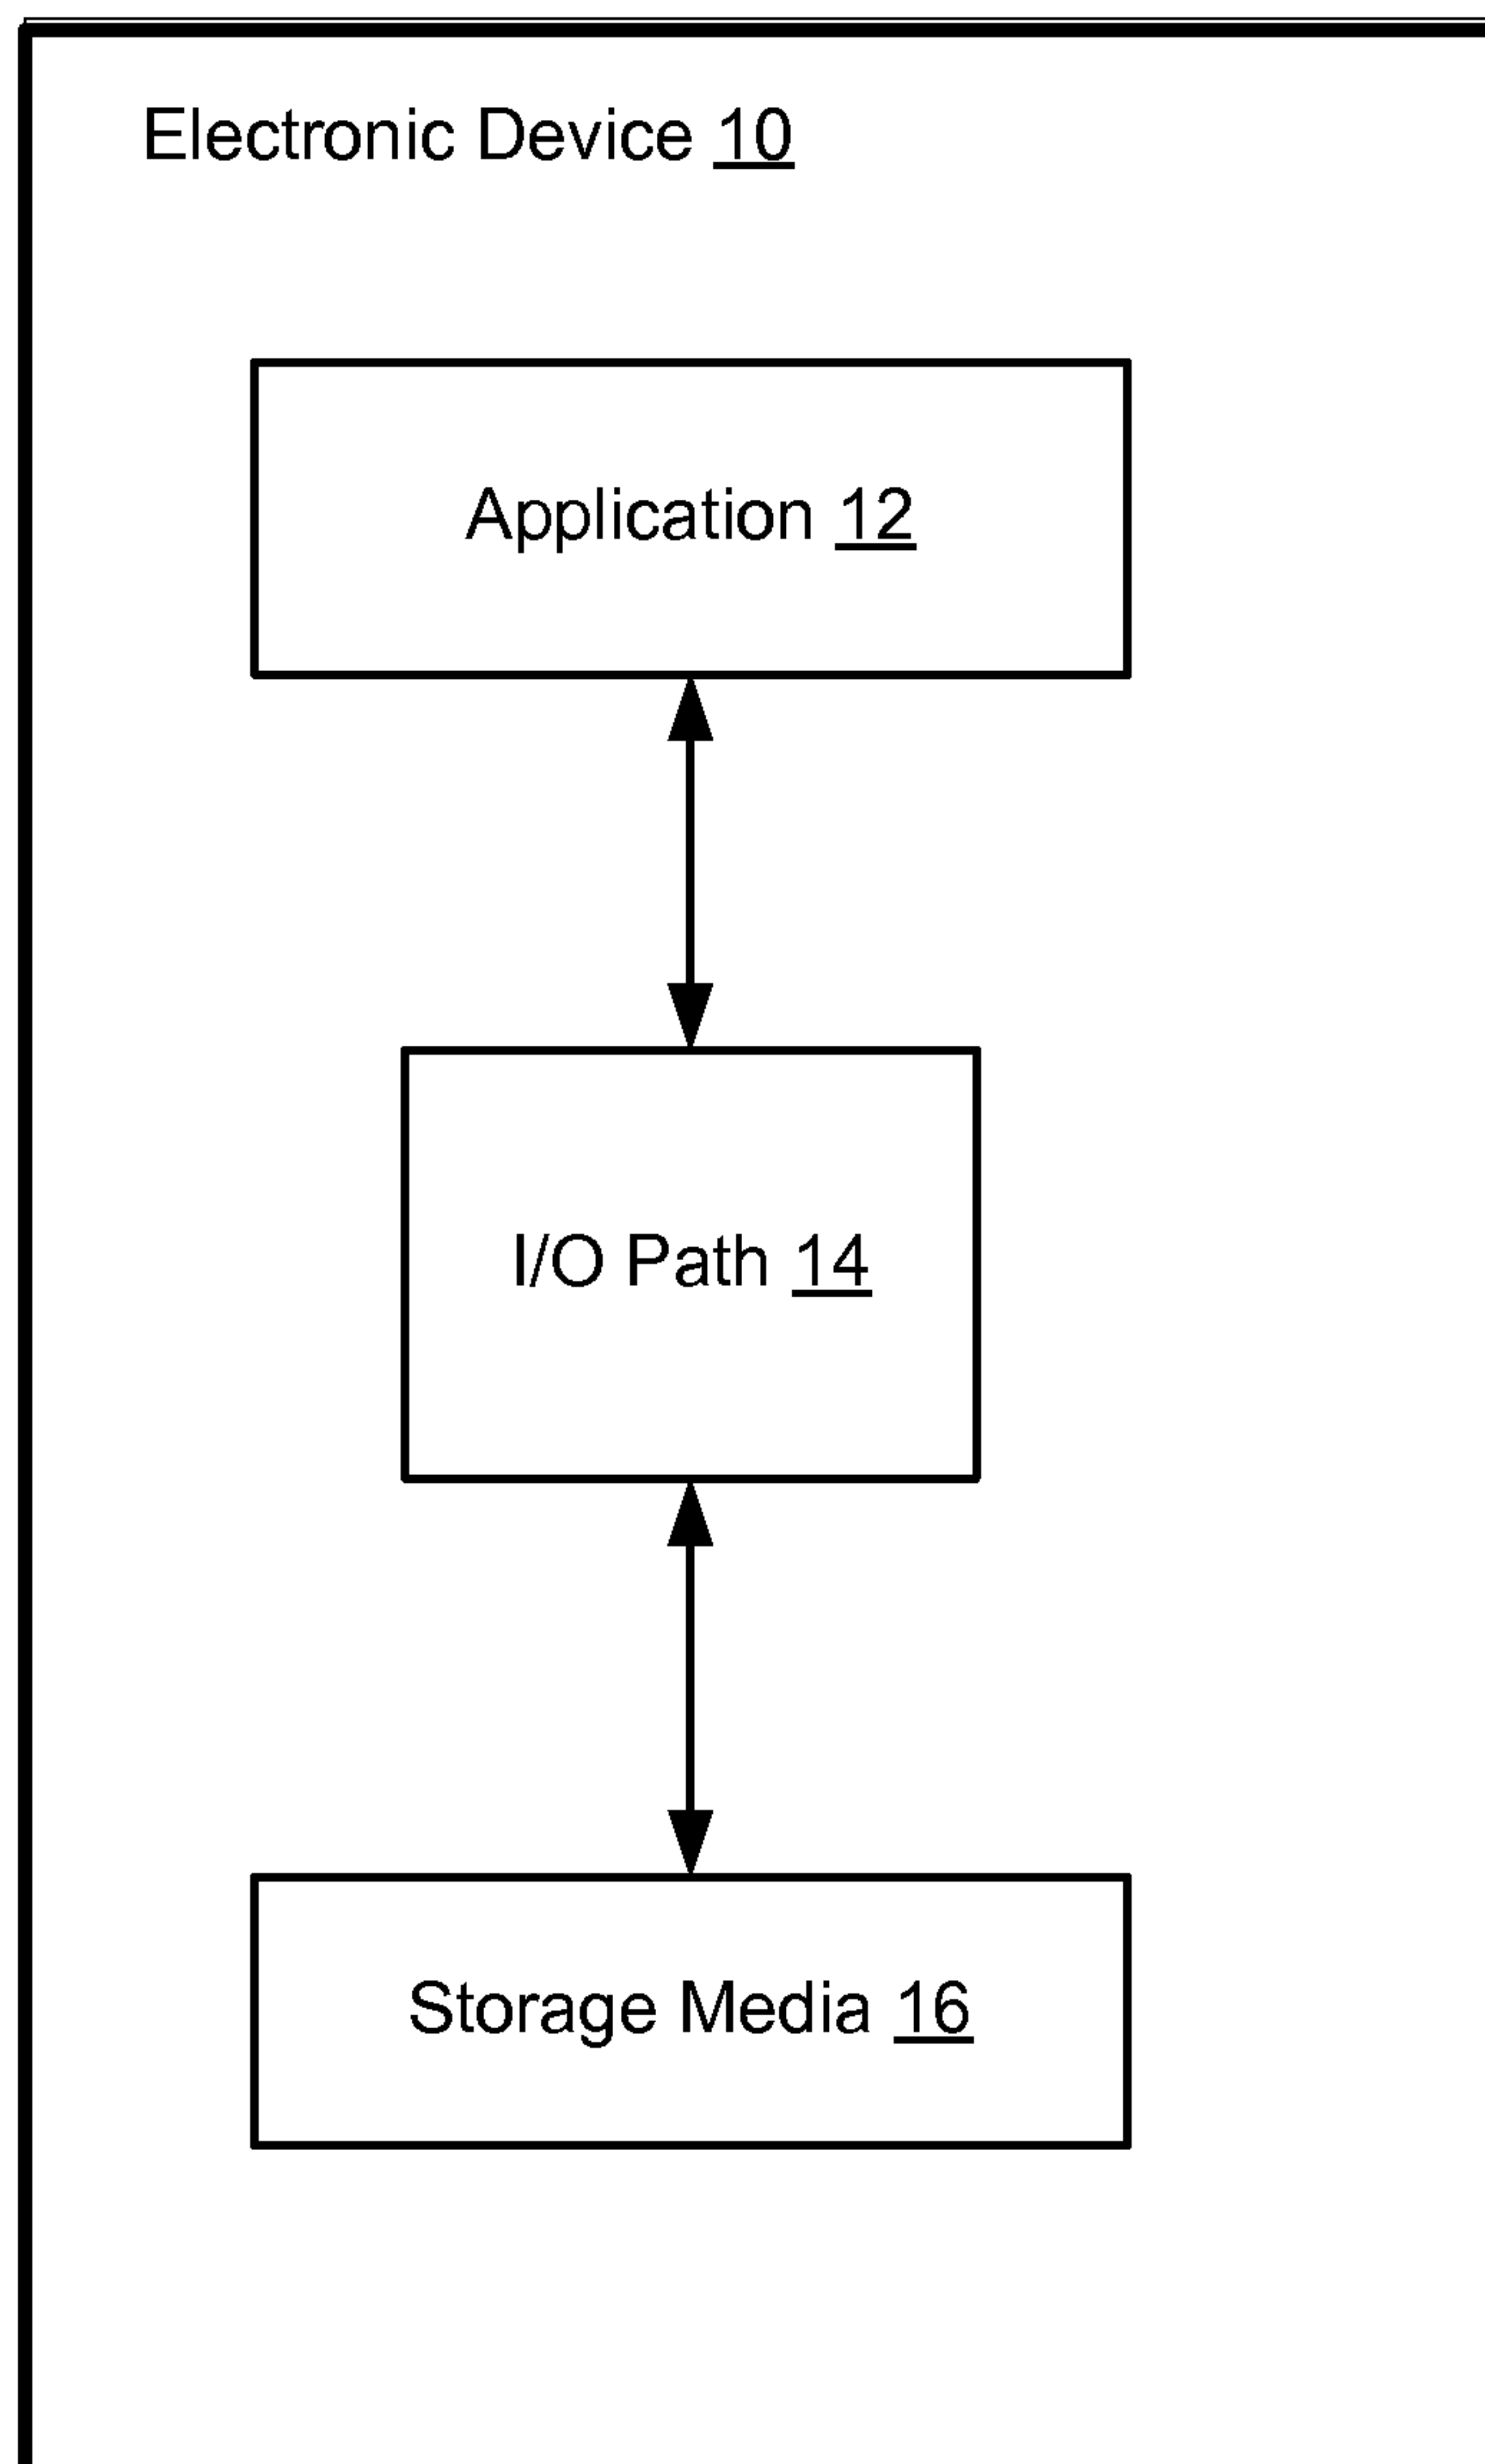 Electronic Device 10
Application 12
I/O Path 14
Storage Media 16